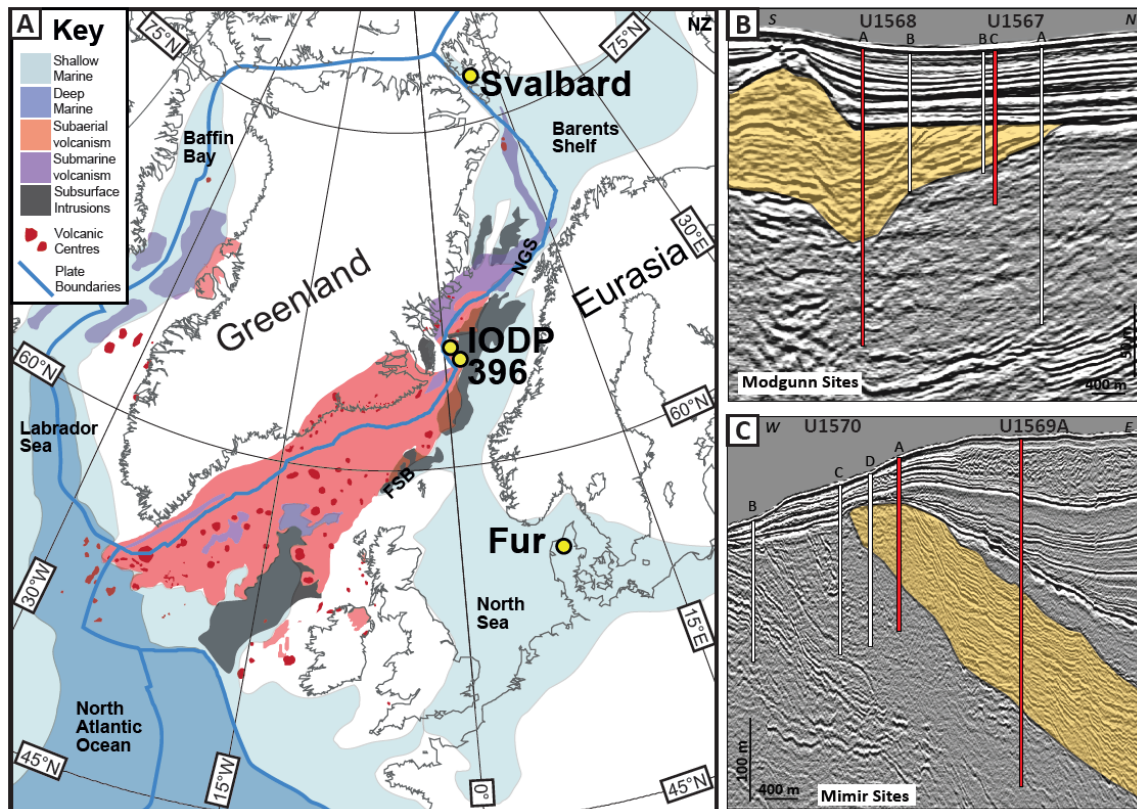 A
Key
Shallow
Marine
Deep
Marine
Subaerial
volcanism
Submarine
volcanism
Subsurface
Intrusions
Volcanic
Centres
Plate
Boundaries
75°N
NZ
75°N
Svalbard
Barents
Shelf
Baffin
Bay
30°E
NGS
Greenland
Eurasia
IODP
396
60°N
60°N
Labrador
Sea
FSB
Fur
30°W
North
Sea
15°E
North
Atlantic
Ocean
45°N
15°W
0°
45°N
B
S
U1568
U1567
N
A
B
B
C
A
Modgunn Sites
400 m
C
W
U1570
U1569A
E
B
C
D
A
100 m
400 m
Mimir Sites